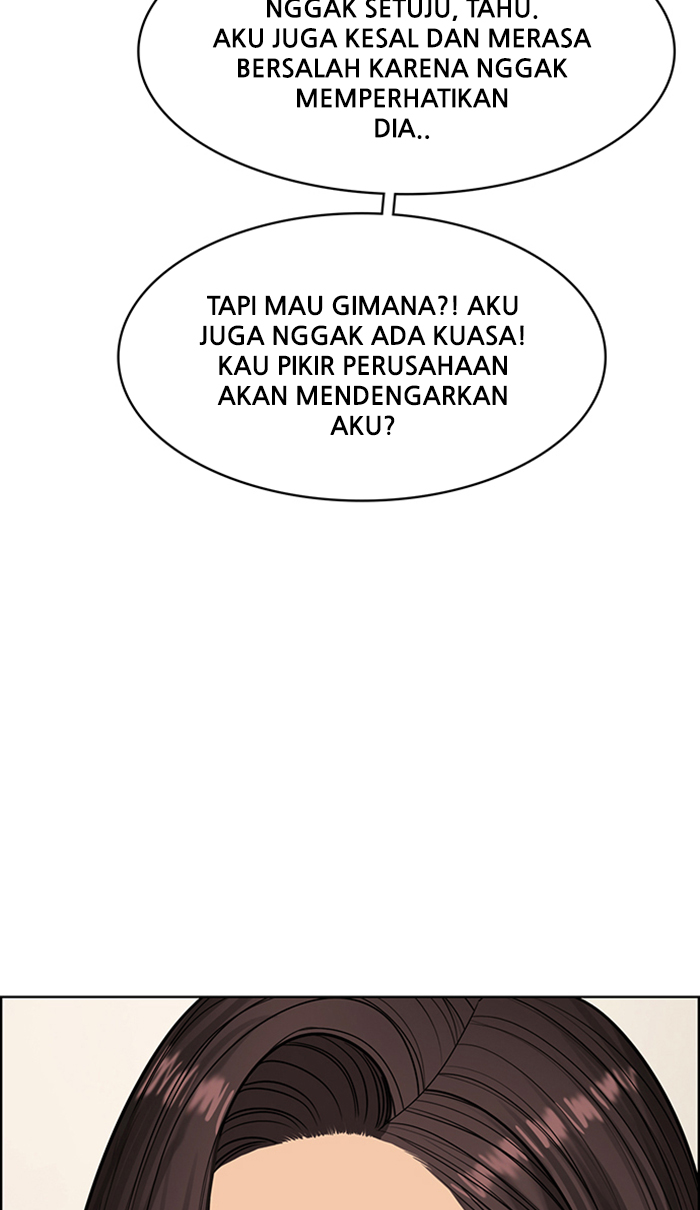 NGGAK SETUJU, TAHU.
AKU JUGA KESAL DAN MERASA
BERSALAH KARENA NGGAK
MEMPERHATIKAN
DIA..
TAPI MAU GIMANA?! AKU
JUGA NGGAK ADA KUASA!
KAU PIKIR PERUSAHAAN
AKAN MENDENGARKAN
AKU?